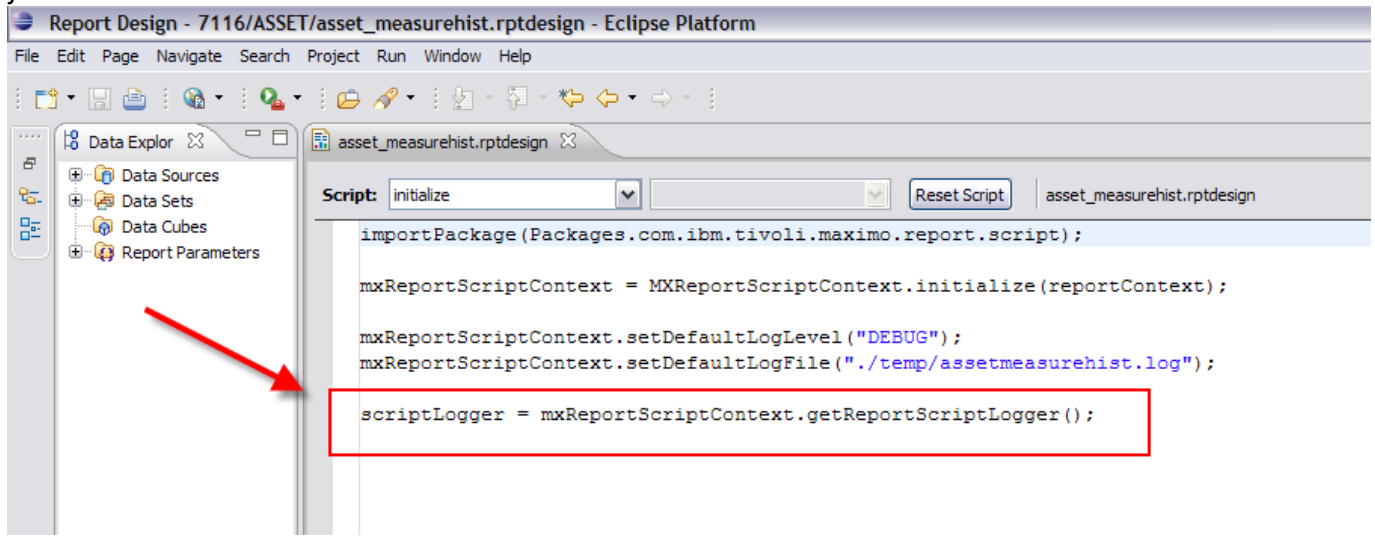 y
Report Design - 7116/ASSET/asset_measurehist.rptdesign - Eclipse Platform
File Edit Page Navigate Search Project Run Window Help
Data Explor
asset_measurehist.rptdesign
Data Sources
Data Sets
Data Cubes
Report Parameters
Script: initialize Reset Script asset_measurehist.rptdesign
importPackage(Packages.com.ibm.tivoli.maximo.report.script);
mxReportScriptContext = MXReportScriptContext.initialize(reportContext);
mxReportScriptContext.setDefaultLogLevel("DEBUG");
mxReportScriptContext.setDefaultLogFile("./temp/assetmeasurehist.log");
scriptLogger = mxReportScriptContext.getReportScriptLogger();